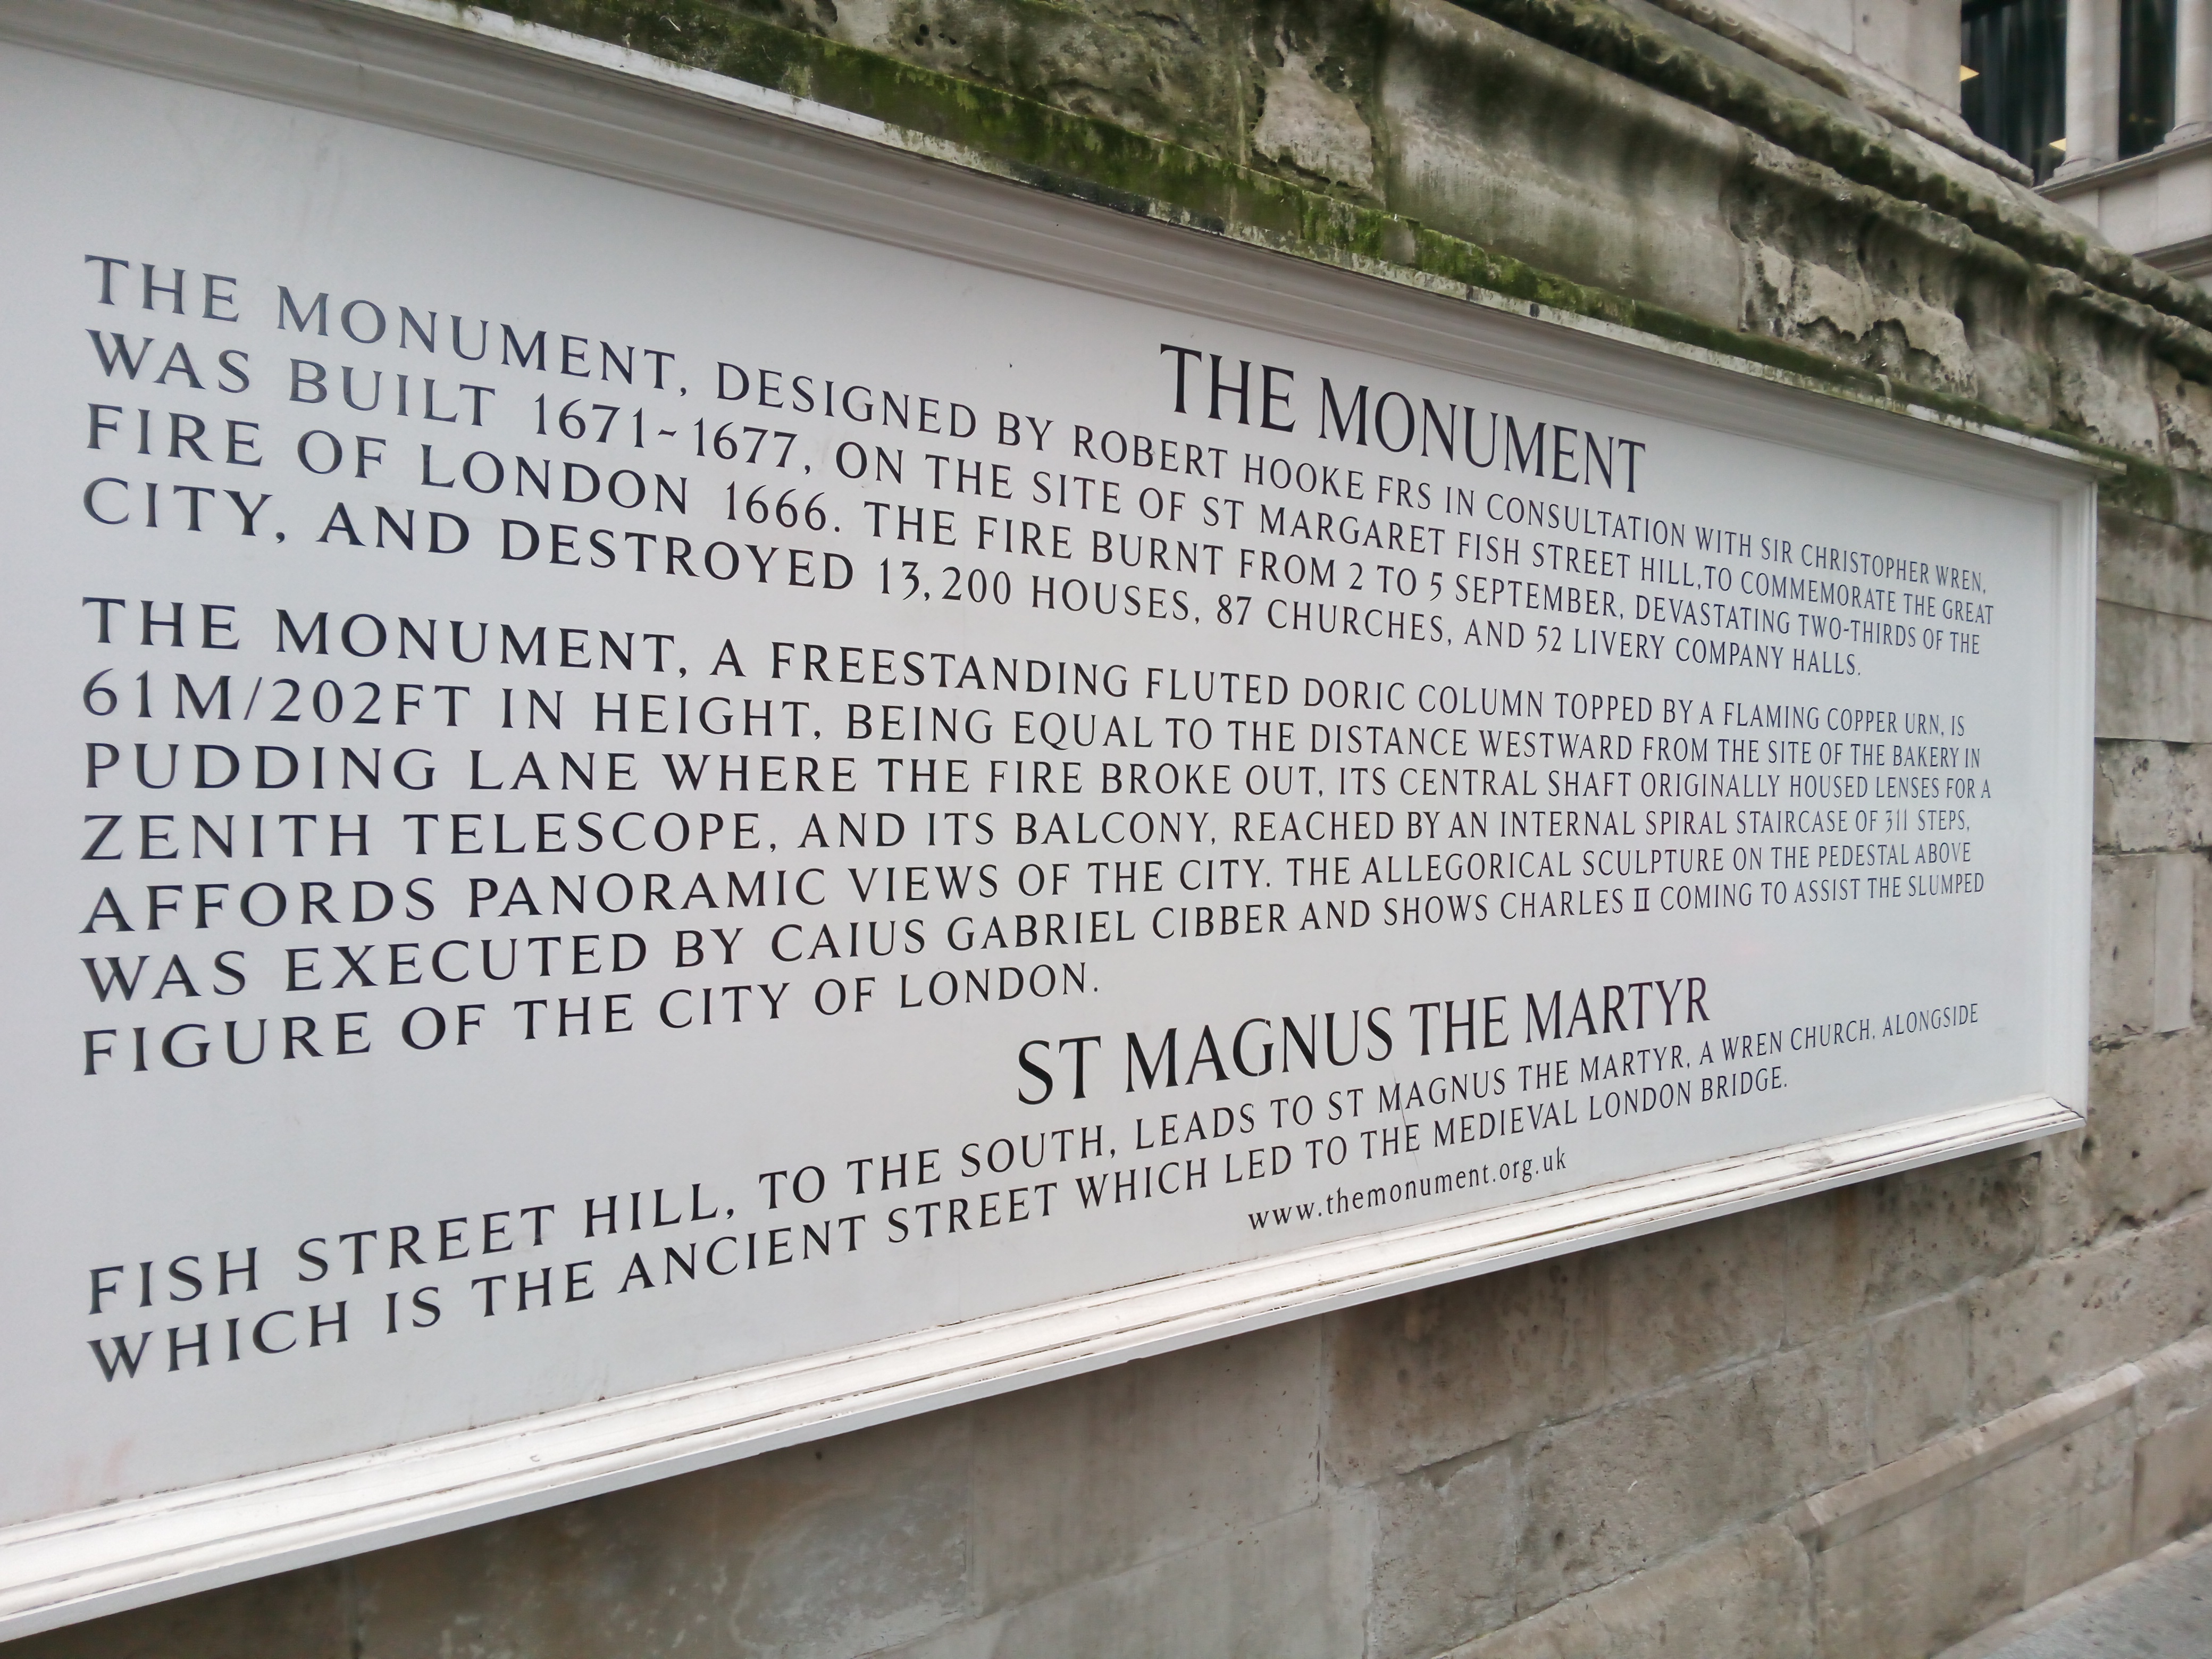 THE MONUMENT
THE MONUMENT, DESIGNED BY ROBERT HOOKE FRS IN CONSULTATION WITH SIR CHRISTOPHER WREN,
WAS BUILT 1671~1677, ON THE SITE OF ST MARGARET FISH STREET HILL, TO COMMEMORATE THE GREAT
FIRE OF LONDON 1666. THE FIRE BURNT FROM 2 TO 5 SEPTEMBER, DEVASTATING TWO-THIRDS OF THE
CITY, AND DESTROYED 13,200 HOUSES, 87 CHURCHES, AND 52 LIVERY COMPANY HALLS.
THE MONUMENT, A FREESTANDING FLUTED DORIC COLUMN TOPPED BY A FLAMING COPPER URN, IS
61M/202FT IN HEIGHT, BEING EQUAL TO THE DISTANCE WESTWARD FROM THE SITE OF THE BAKERY IN
PUDDING LANE WHERE THE FIRE BROKE OUT, ITS CENTRAL SHAFT ORIGINALLY HOUSED LENSES FOR A
ZENITH TELESCOPE, AND ITS BALCONY, REACHED BY AN INTERNAL SPIRAL STAIRCASE OF 311 STEPS,
AFFORDS PANORAMIC VIEWS OF THE CITY. THE ALLEGORICAL SCULPTURE ON THE PEDESTAL ABOVE
WAS EXECUTED BY CAIUS GABRIEL CIBBER AND SHOWS CHARLES II COMING TO ASSIST THE SLUMPED
FIGURE OF THE CITY OF LONDON.
ST MAGNUS THE MARTYR
FISH STREET HILL, TO THE SOUTH, LEADS TO ST MAGNUS THE MARTYR, A WREN CHURCH, ALONGSIDE
WHICH IS THE ANCIENT STREET WHICH LED TO THE MEDIEVAL LONDON BRIDGE.
www.themonument.org.uk